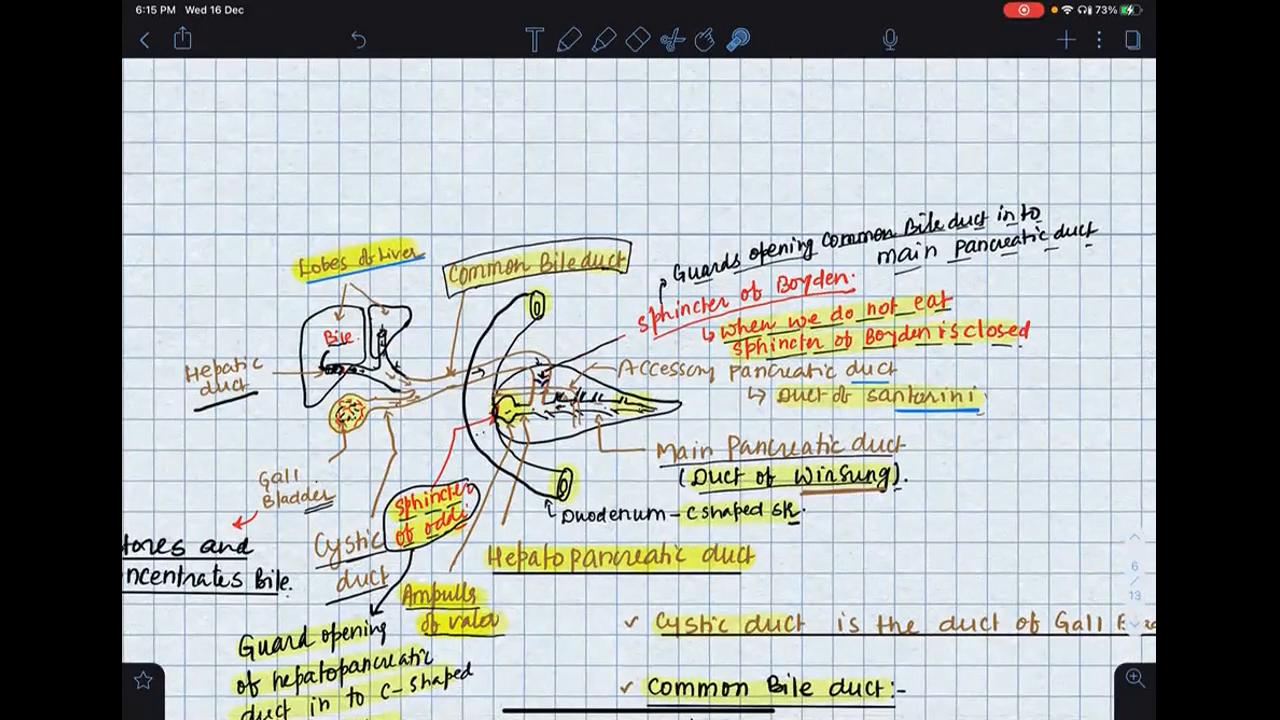 6:15 PM Wed 16 Dec
73%
Guards opening Common Bile duct in to
main pancreatic duct
Lobes of Liver
Common Bile duct
Sphincter of Boyden.
when we do not eat
sphincter of Boyden is closed
Bile
Hepatic
duct
Accessory pancreatic duct
Duct of santorini
Main Pancreatic duct
(Duct of Winsung).
Gall
Bladder
Sphincter
of oddi
Duodenum - C shaped
tores and
ncentrates Bile.
Cystic
duct
Hepatopancreatic duct
Ampulls
of vater
6
13
Guard opening
of hepatopancreatic
duct in to C-shaped
✓ Cystic duct is the duct of Gall
✓ Common Bile duct:-